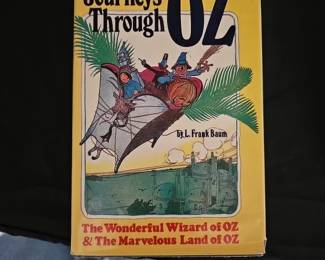 Journeys
Through OZ
by L. Frank Baum
The Wonderful Wizard of OZ
& The Marvelous Land of OZ